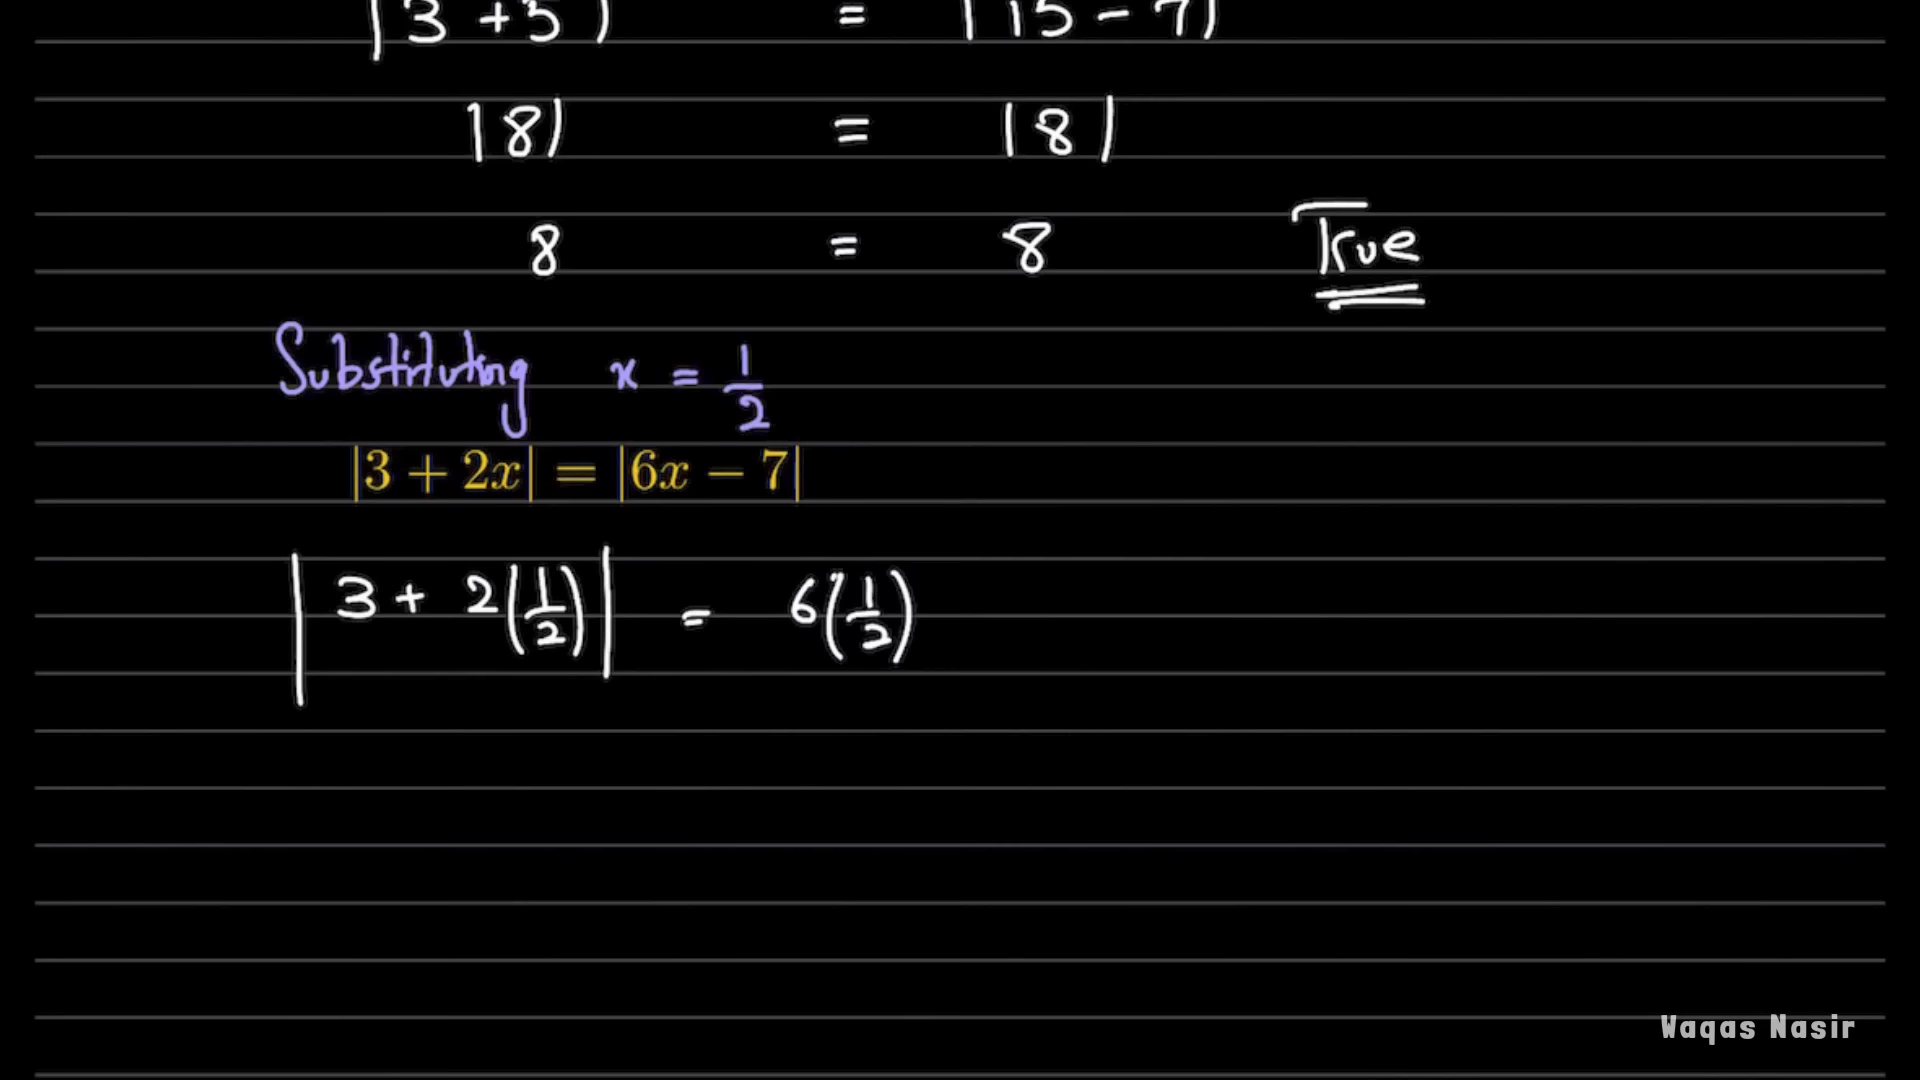 |3 + 5| = |15 - 7|
|8| = |8|
8 = 8 True
Substituting x = 1/2
|3 + 2x| = |6x − 7|
|3 + 2(1/2)| = 6(1/2)
Waqas Nasir